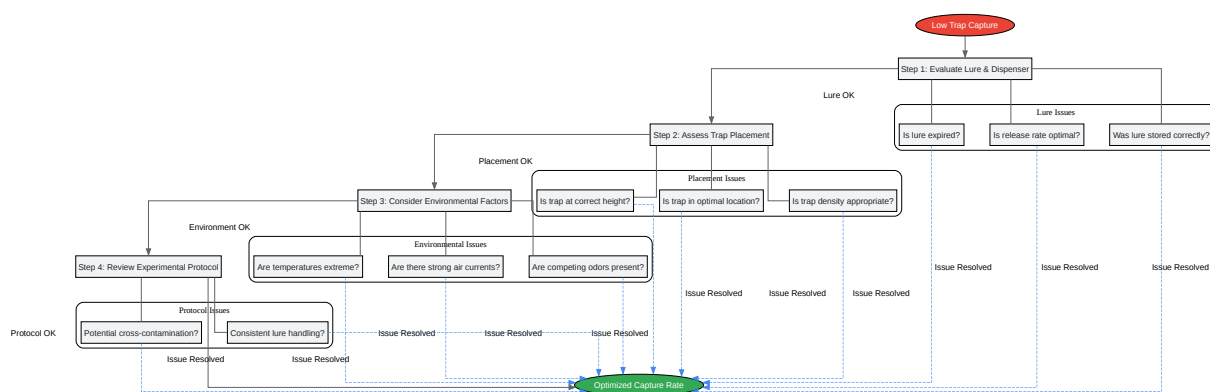 Low Trap Capture
Step 1: Evaluate Lure & Dispenser
Lure OK
Lure Issues
Is lure expired?
Is release rate optimal?
Was lure stored correctly?
Step 2: Assess Trap Placement
Placement OK
Placement Issues
Is trap at correct height?
Is trap in optimal location?
Is trap density appropriate?
Step 3: Consider Environmental Factors
Environment OK
Environmental Issues
Are temperatures extreme?
Are there strong air currents?
Are competing odors present?
Issue Resolved
Issue Resolved
Issue Resolved
Step 4: Review Experimental Protocol
Issue Resolved
Issue Resolved
Issue Resolved
Protocol Issues
Protocol OK
Potential cross-contamination?
Consistent lure handling?
Issue Resolved
Issue Resolved
Issue Resolved
Issue Resolved
Issue Resolved
Optimized Capture Rate